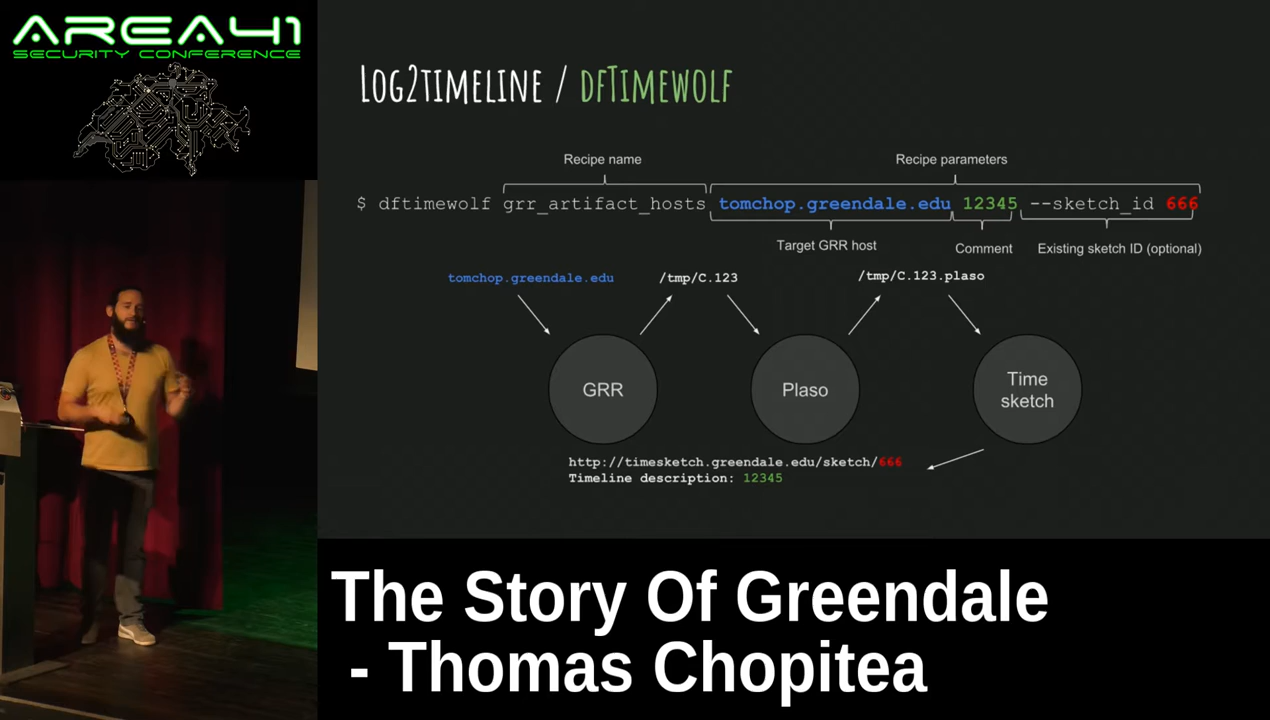 AREA41
SECURITY CONFERENCE
LOG2TIMELINE / DFTIMEWOLF
Recipe name
Recipe parameters
$ dftimewolf grr_artifact_hosts tomchop.greendale.edu 12345 --sketch_id 666
Target GRR host
Comment
Existing sketch ID (optional)
tomchop.greendale.edu
/tmp/C.123
/tmp/C.123.plaso
GRR
Plaso
Time
sketch
http://timesketch.greendale.edu/sketch/666
Timeline description: 12345
The Story Of Greendale
- Thomas Chopitea